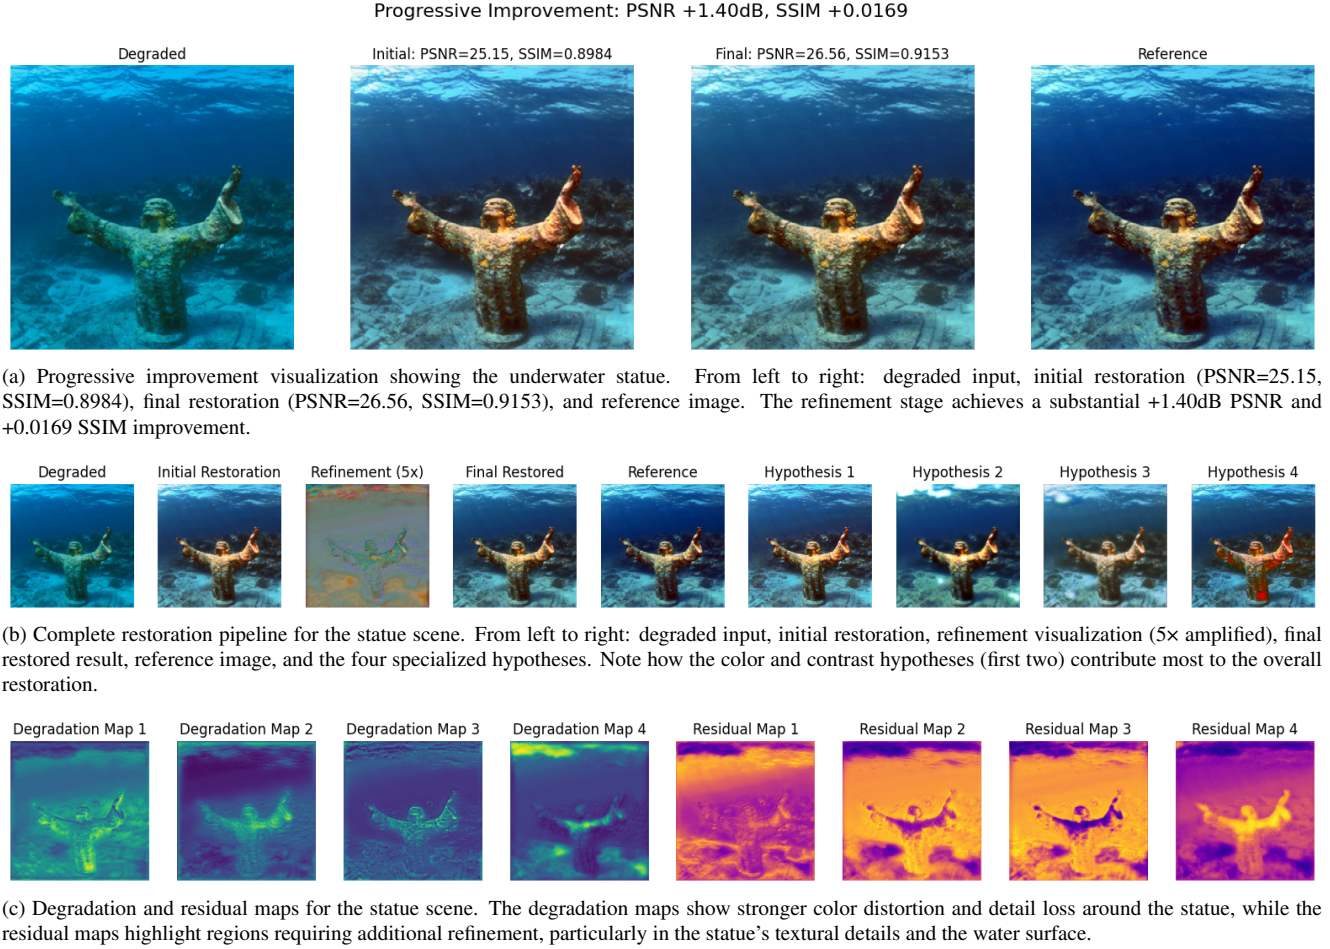 Progressive Improvement: PSNR +1.40dB, SSIM +0.0169
Degraded
Initial: PSNR=25.15, SSIM=0.8984
Final: PSNR=26.56, SSIM=0.9153
Reference
(a) Progressive improvement visualization showing the underwater statue. From left to right: degraded input, initial restoration (PSNR=25.15,
SSIM=0.8984), final restoration (PSNR=26.56, SSIM=0.9153), and reference image. The refinement stage achieves a substantial +1.40dB PSNR and
+0.0169 SSIM improvement.
Degraded
Initial Restoration
Refinement (5x)
Final Restored
Reference
Hypothesis 1
Hypothesis 2
Hypothesis 3
Hypothesis 4
(b) Complete restoration pipeline for the statue scene. From left to right: degraded input, initial restoration, refinement visualization (5× amplified), final
restored result, reference image, and the four specialized hypotheses. Note how the color and contrast hypotheses (first two) contribute most to the overall
restoration.
Degradation Map 1
Degradation Map 2
Degradation Map 3
Degradation Map 4
Residual Map 1
Residual Map 2
Residual Map 3
Residual Map 4
(c) Degradation and residual maps for the statue scene. The degradation maps show stronger color distortion and detail loss around the statue, while the
residual maps highlight regions requiring additional refinement, particularly in the statue's textural details and the water surface.